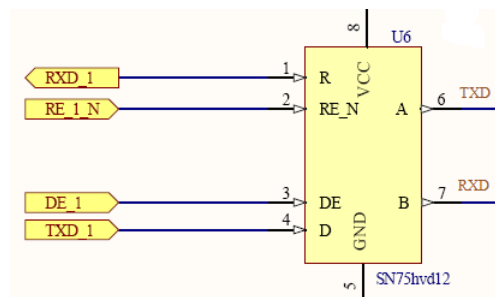 8
U6
RXD_1
1
R
VCC
RE_1_N
2
RE_N
A
6
TXD
DE_1
3
DE
B
7
RXD
TXD_1
4
D
GND
5
SN75hvd12